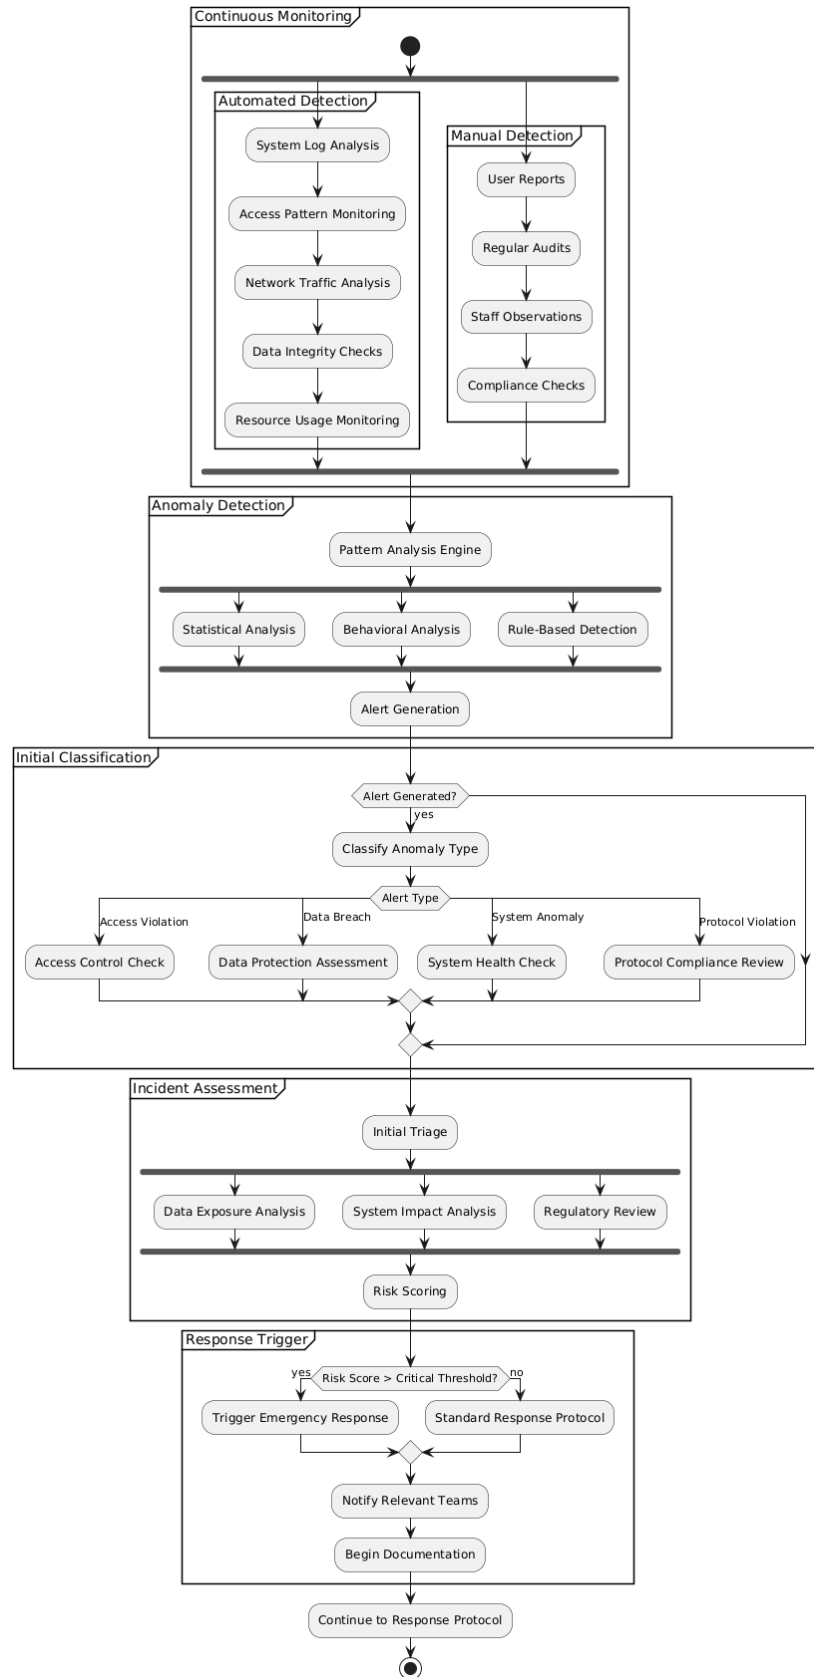 Continuous Monitoring
Automated Detection
System Log Analysis
Access Pattern Monitoring
Network Traffic Analysis
Data Integrity Checks
Resource Usage Monitoring
Manual Detection
User Reports
Regular Audits
Staff Observations
Compliance Checks
Anomaly Detection
Pattern Analysis Engine
Statistical Analysis
Behavioral Analysis
Rule-Based Detection
Alert Generation
Initial Classification
Alert Generated?
yes
Classify Anomaly Type
Alert Type
Access Violation
Data Breach
System Anomaly
Protocol Violation
Access Control Check
Data Protection Assessment
System Health Check
Protocol Compliance Review
Incident Assessment
Initial Triage
Data Exposure Analysis
System Impact Analysis
Regulatory Review
Risk Scoring
Response Trigger
yes
Risk Score > Critical Threshold?
no
Trigger Emergency Response
Standard Response Protocol
Notify Relevant Teams
Begin Documentation
Continue to Response Protocol